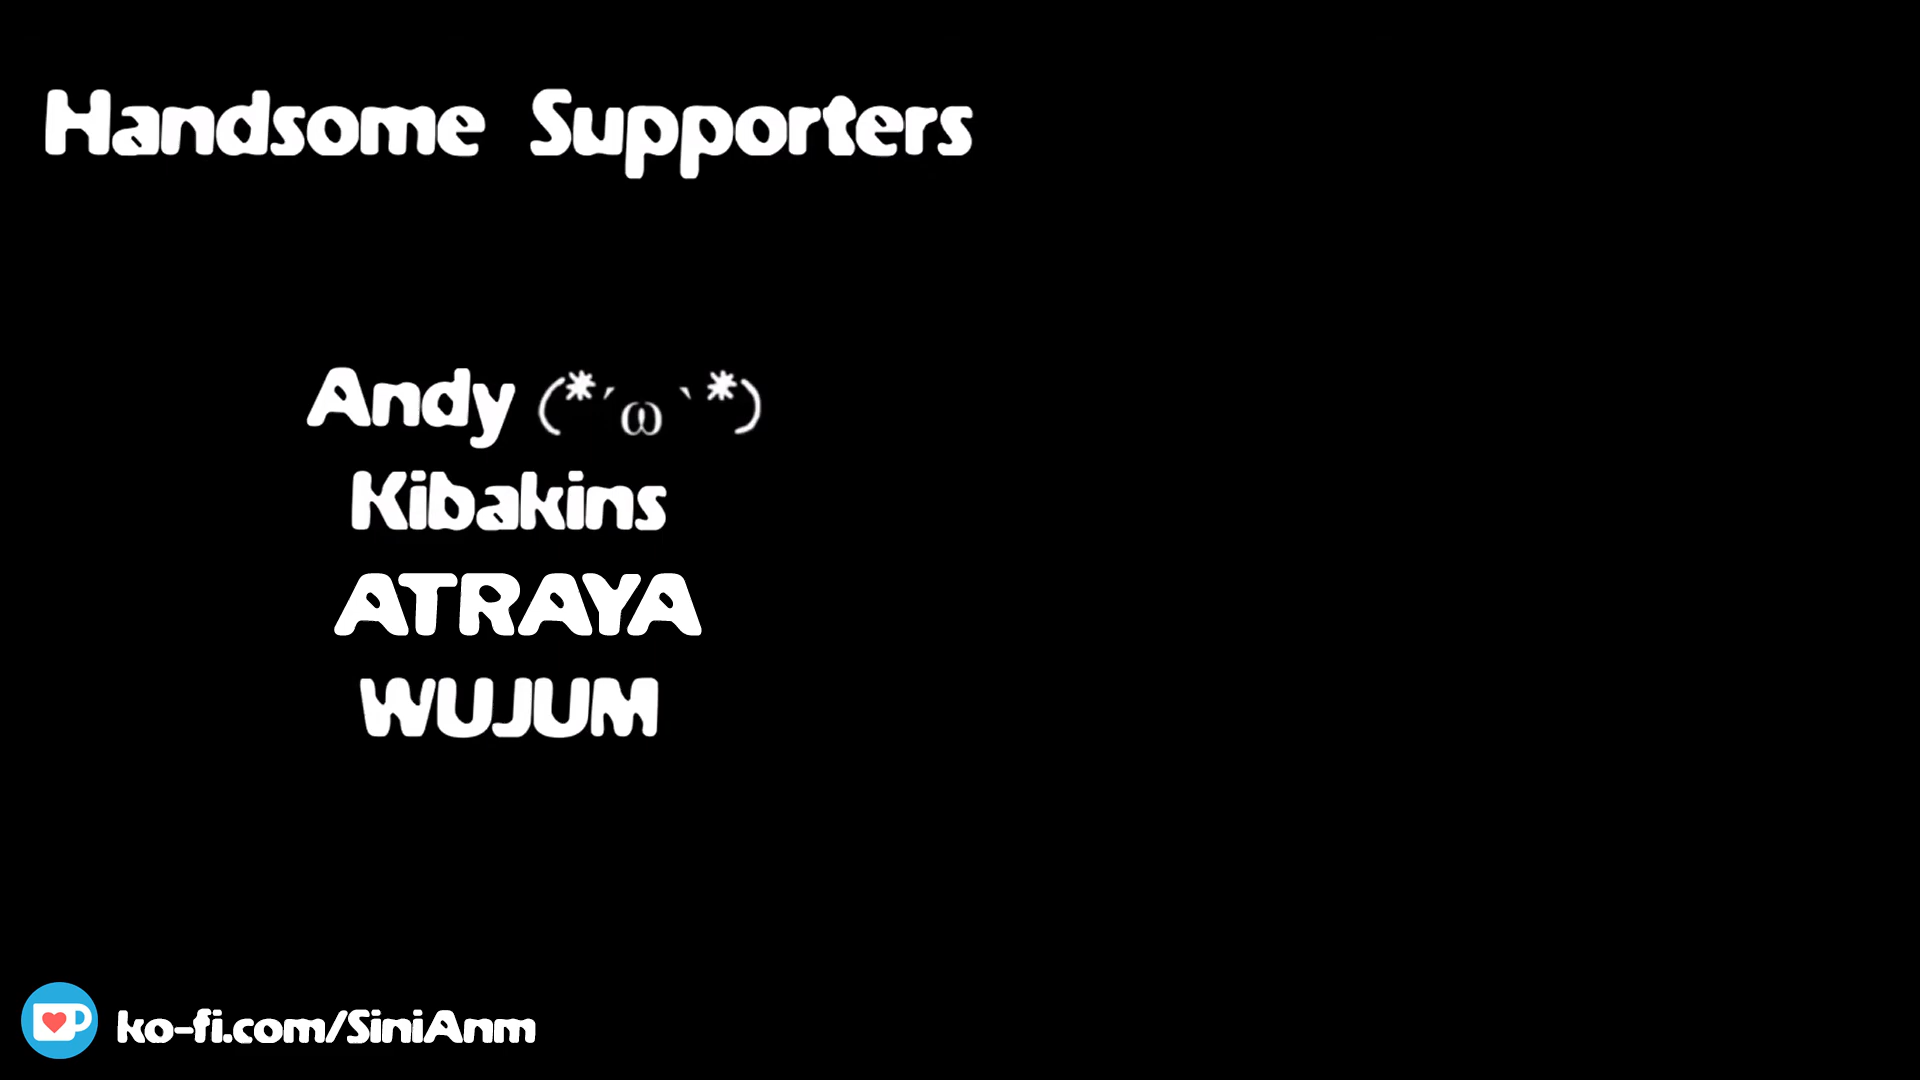 Handsome Supporters
Andy (*´ω`*)
Kibakins
ATRAYA
WUJUM
ko-fi.com/SiniAnm